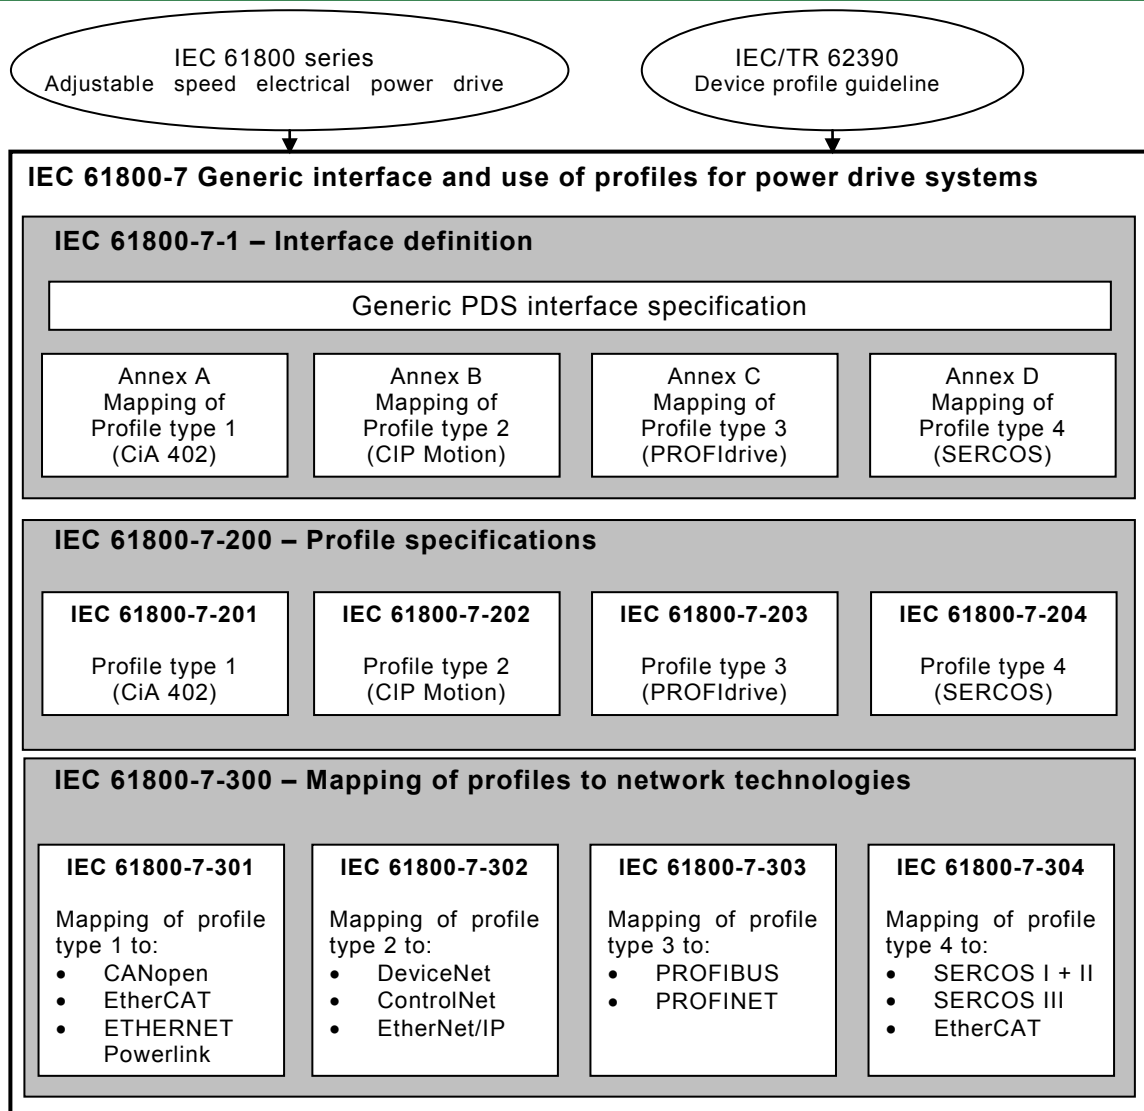 IEC 61800 series
Adjustable speed electrical power drive
IEC/TR 62390
Device profile guideline
IEC 61800-7 Generic interface and use of profiles for power drive systems
IEC 61800-7-1 – Interface definition
Generic PDS interface specification
Annex A
Mapping of
Profile type 1
(CiA 402)
Annex B
Mapping of
Profile type 2
(CIP Motion)
Annex C
Mapping of
Profile type 3
(PROFIdrive)
Annex D
Mapping of
Profile type 4
(SERCOS)
IEC 61800-7-200 – Profile specifications
IEC 61800-7-201
Profile type 1
(CiA 402)
IEC 61800-7-202
Profile type 2
(CIP Motion)
IEC 61800-7-203
Profile type 3
(PROFIdrive)
IEC 61800-7-204
Profile type 4
(SERCOS)
IEC 61800-7-300 – Mapping of profiles to network technologies
IEC 61800-7-301
Mapping of profile
type 1 to:
• CANopen
• EtherCAT
• ETHERNET
Powerlink
IEC 61800-7-302
Mapping of profile
type 2 to:
• DeviceNet
• ControlNet
• EtherNet/IP
IEC 61800-7-303
Mapping of profile
type 3 to:
• PROFIBUS
• PROFINET
IEC 61800-7-304
Mapping of profile
type 4 to:
• SERCOS I + II
• SERCOS III
• EtherCAT